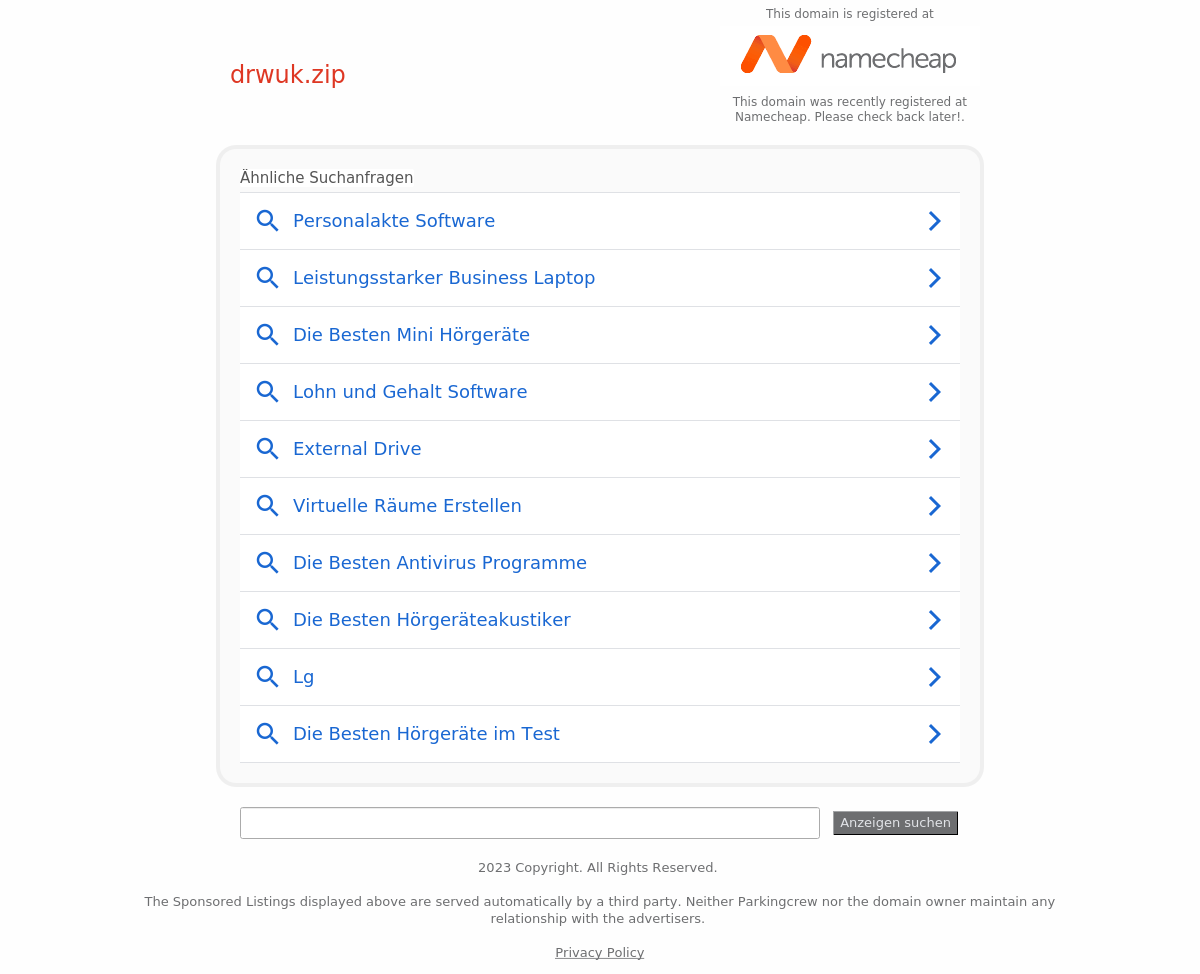 This domain is registered at
namecheap
drwuk.zip
This domain was recently registered at
Namecheap. Please check back later!.
Ähnliche Suchanfragen
Personalakte Software
Leistungsstarker Business Laptop
Die Besten Mini Hörgeräte
Lohn und Gehalt Software
External Drive
Virtuelle Räume Erstellen
Die Besten Antivirus Programme
Die Besten Hörgeräteakustiker
Lg
Die Besten Hörgeräte im Test
Anzeigen suchen
2023 Copyright. All Rights Reserved.
The Sponsored Listings displayed above are served automatically by a third party. Neither Parkingcrew nor the domain owner maintain any
relationship with the advertisers.
Privacy Policy